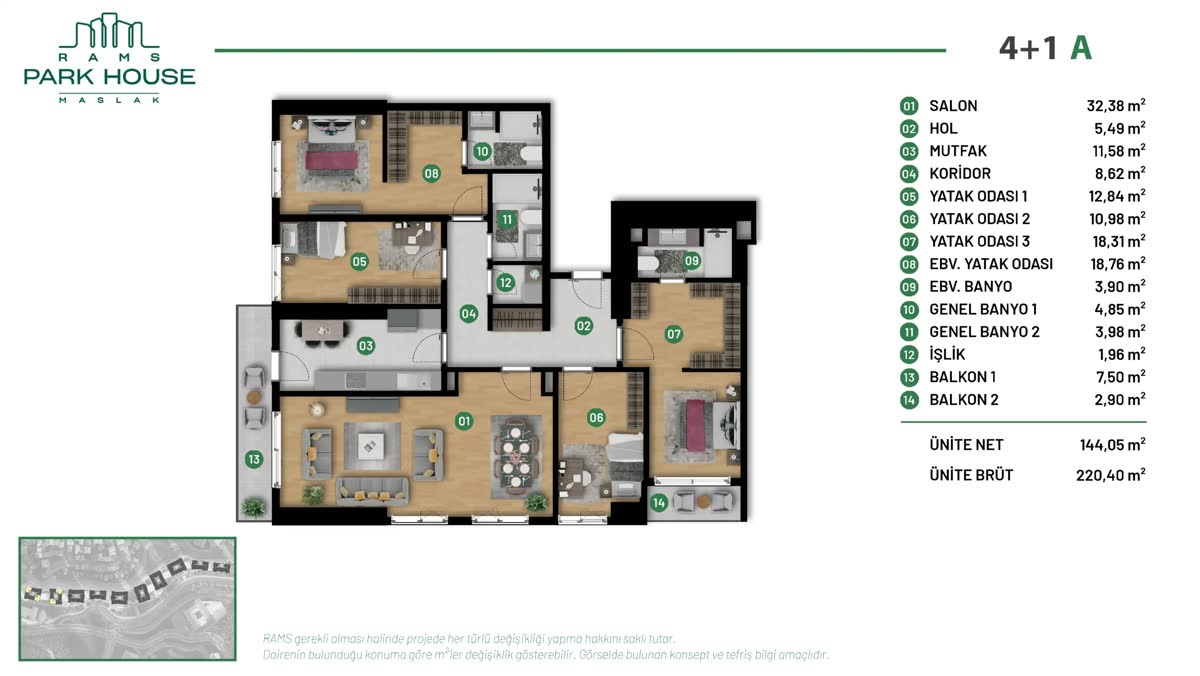 RAMS
PARK HOUSE
MASLAK
4+1 A
01 SALON 32,38 m²
02 HOL 5,49 m²
03 MUTFAK 11,58 m²
04 KORİDOR 8,62 m²
05 YATAK ODASI 1 12,84 m²
06 YATAK ODASI 2 10,98 m²
07 YATAK ODASI 3 18,31 m²
08 EBV. YATAK ODASI 18,76 m²
09 EBV. BANYO 3,90 m²
10 GENEL BANYO 1 4,85 m²
11 GENEL BANYO 2 3,98 m²
12 İŞLİK 1,96 m²
13 BALKON 1 7,50 m²
14 BALKON 2 2,90 m²
ÜNİTE NET 144,05 m²
ÜNİTE BRÜT 220,40 m²
10
08
11
09
05
12
04
02
07
03
01
06
13
14
RAMS gerekli olması halinde projede her türlü değişikliği yapma hakkını saklı tutar.
Dairenin bulunduğu konuma göre m²ler değişiklik gösterebilir. Görselde bulunan konsept ve tefriş bilgi amaçlıdır.